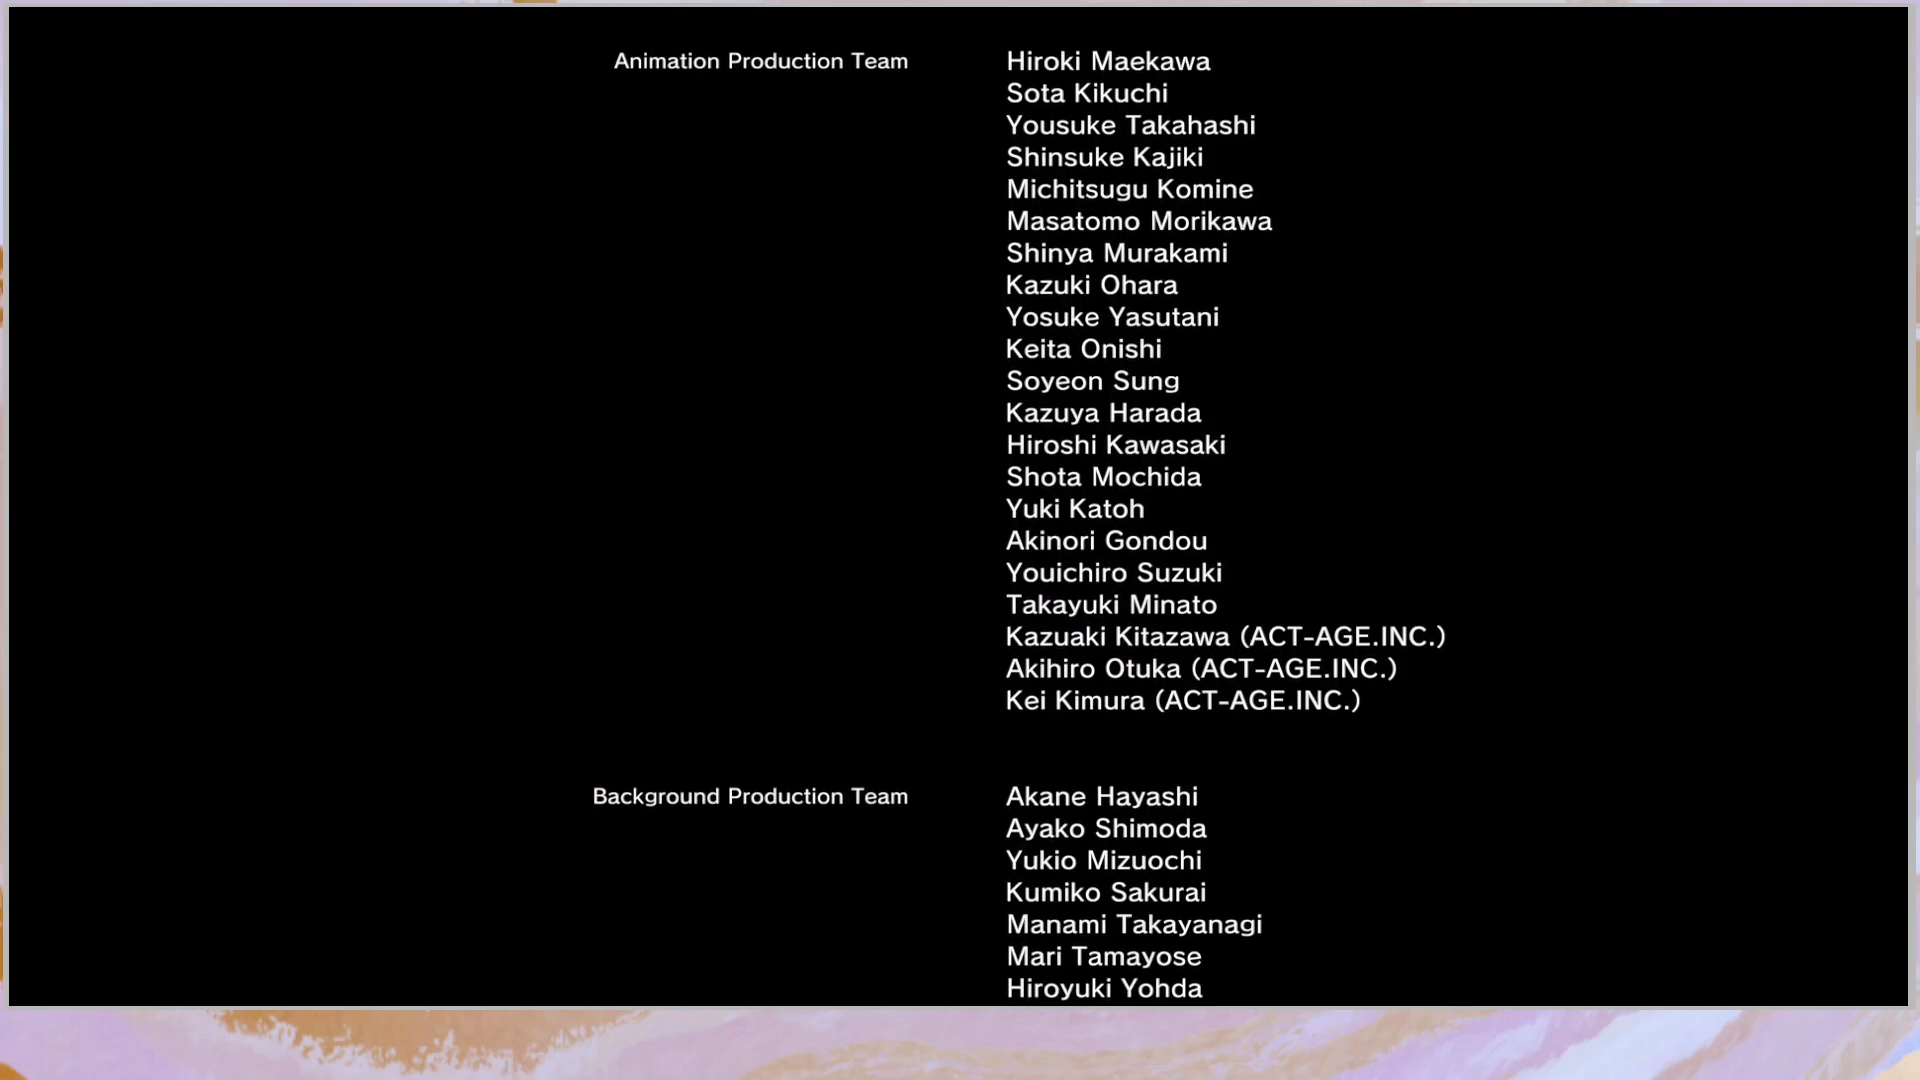 Animation Production Team
Hiroki Maekawa
Sota Kikuchi
Yousuke Takahashi
Shinsuke Kajiki
Michitsugu Komine
Masatomo Morikawa
Shinya Murakami
Kazuki Ohara
Yosuke Yasutani
Keita Onishi
Soyeon Sung
Kazuya Harada
Hiroshi Kawasaki
Shota Mochida
Yuki Katoh
Akinori Gondou
Youichiro Suzuki
Takayuki Minato
Kazuaki Kitazawa (ACT-AGE.INC.)
Akihiro Otuka (ACT-AGE.INC.)
Kei Kimura (ACT-AGE.INC.)
Background Production Team
Akane Hayashi
Ayako Shimoda
Yukio Mizuochi
Kumiko Sakurai
Manami Takayanagi
Mari Tamayose
Hiroyuki Yohda